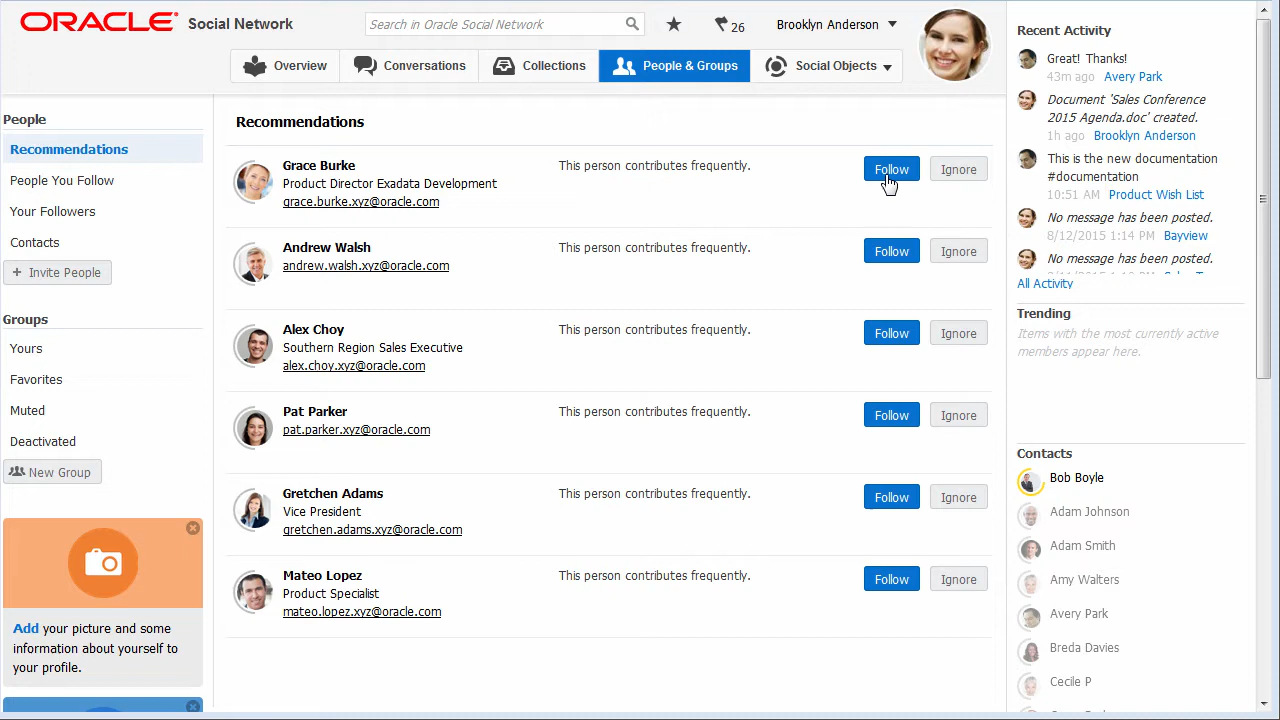 ORACLE® Social Network
Search in Oracle Social Network
26
Brooklyn Anderson
Overview
Conversations
Collections
People & Groups
Social Objects
People
Recommendations
People You Follow
Your Followers
Contacts
+ Invite People
Groups
Yours
Favorites
Muted
Deactivated
New Group
Add your picture and some
information about yourself to
your profile.
Recommendations
Grace Burke
Product Director Exadata Development
grace.burke.xyz@oracle.com
This person contributes frequently.
Follow
Ignore
Andrew Walsh
andrew.walsh.xyz@oracle.com
This person contributes frequently.
Follow
Ignore
Alex Choy
Southern Region Sales Executive
alex.choy.xyz@oracle.com
This person contributes frequently.
Follow
Ignore
Pat Parker
pat.parker.xyz@oracle.com
This person contributes frequently.
Follow
Ignore
Gretchen Adams
Vice President
gretchen.adams.xyz@oracle.com
This person contributes frequently.
Follow
Ignore
Mateo Lopez
Product Specialist
mateo.lopez.xyz@oracle.com
This person contributes frequently.
Follow
Ignore
Recent Activity
Great! Thanks!
43m ago Avery Park
Document 'Sales Conference
2015 Agenda.doc' created.
1h ago Brooklyn Anderson
This is the new documentation
#documentation
10:51 AM Product Wish List
No message has been posted.
8/12/2015 1:14 PM Bayview
No message has been posted.
All Activity
Trending
Items with the most currently active
members appear here.
Contacts
Bob Boyle
Adam Johnson
Adam Smith
Amy Walters
Avery Park
Breda Davies
Cecile P